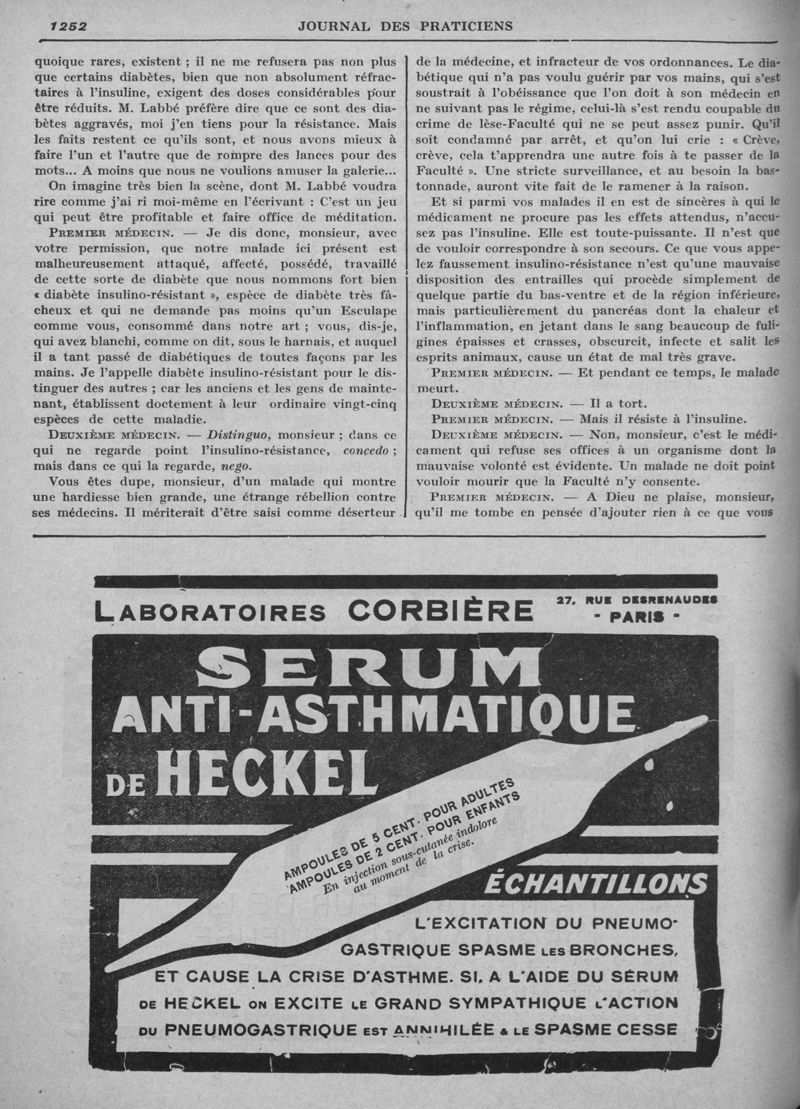 1252
JOURNAL DES PRATICIENS
quoique rares, existent ; il ne me refusera pas non plus
que certains diabètes, bien que non absolument réfrac-
taires à l'insuline, exigent des doses considérables pour
être réduits. M. Labbé préfère dire que ce sont des dia-
bètes aggravés, moi j'en tiens pour la résistance. Mais
les faits restent ce qu'ils sont, et nous avons mieux à
faire l'un et l'autre que de rompre des lances pour des
mots... A moins que nous ne voulions amuser la galerie...
On imagine très bien la scène, dont M. Labbé voudra
rire comme j'ai ri moi-même en l'écrivant : C'est un jeu
qui peut être profitable et faire office de méditation.
PREMIER MÉDECIN. — Je dis donc, monsieur, avec
votre permission, que notre malade ici présent est
malheureusement attaqué, affecté, possédé, travaillé
de cette sorte de diabète que nous nommons fort bien
« diabète insulino-résistant », espèce de diabète très fâ-
cheux et qui ne demande pas moins qu'un Esculape
comme vous, consommé dans notre art ; vous, dis-je,
qui avez blanchi, comme on dit, sous le harnais, et auquel
il a tant passé de diabétiques de toutes façons par les
mains. Je l'appelle diabète insulino-résistant pour le dis-
tinguer des autres ; car les anciens et les gens de mainte-
nant, établissent doctement à leur ordinaire vingt-cinq
espèces de cette maladie.
DEUXIÈME MÉDECIN. — Distinguo, monsieur ; dans ce
qui ne regarde point l'insulino-résistance, concedo ;
mais dans ce qui la regarde, nego.
Vous êtes dupe, monsieur, d'un malade qui montre
une hardiesse bien grande, une étrange rébellion contre
ses médecins. Il mériterait d'être saisi comme déserteur
de la médecine, et infracteur de vos ordonnances. Le dia-
bétique qui n'a pas voulu guérir par vos mains, qui s'est
soustrait à l'obéissance que l'on doit à son médecin en
ne suivant pas le régime, celui-là s'est rendu coupable du
crime de lèse-Faculté qui ne se peut assez punir. Qu'il
soit condamné par arrêt, et qu'on lui crie : « Crève,
crève, cela t'apprendra une autre fois à te passer de la
Faculté ». Une stricte surveillance, et au besoin la bas-
tonnade, auront vite fait de le ramener à la raison.
Et si parmi vos malades il en est de sincères à qui le
médicament ne procure pas les effets attendus, n'accu-
sez pas l'insuline. Elle est toute-puissante. Il n'est que
de vouloir correspondre à son secours. Ce que vous appe-
lez faussement insulino-résistance n'est qu'une mauvaise
disposition des entrailles qui procède simplement de
quelque partie du bas-ventre et de la région inférieure,
mais particulièrement du pancréas dont la chaleur et
l'inflammation, en jetant dans le sang beaucoup de fuli-
gines épaisses et crasses, obscurcit, infecte et salit les
esprits animaux, cause un état de mal très grave.
PREMIER MÉDECIN. — Et pendant ce temps, le malade
meurt.
DEUXIÈME MÉDECIN. — Il a tort.
PREMIER MÉDECIN. — Mais il résiste à l'insuline.
DEUXIÈME MÉDECIN. — Non, monsieur, c'est le médi-
cament qui refuse ses offices à un organisme dont la
mauvaise volonté est évidente. Un malade ne doit point
vouloir mourir que la Faculté n'y consente.
PREMIER MÉDECIN. — A Dieu ne plaise, monsieur,
qu'il me tombe en pensée d'ajouter rien à ce que vous
LABORATOIRES CORBIÈRE
27, RUE DESRENAUDES
- PARIS -
SERUM
ANTI-ASTHMATIQUE
DE HECKEL
AMPOULES DE 5 CENT. POUR ADULTES
AMPOULES DE 2 CENT. POUR ENFANTS
En injection sous-cutanée indolore
au moment de la crise.
ÉCHANTILLONS
L'EXCITATION DU PNEUMO-
GASTRIQUE SPASME LES BRONCHES,
ET CAUSE LA CRISE D'ASTHME. SI, A L'AIDE DU SÉRUM
DE HECKEL ON EXCITE LE GRAND SYMPATHIQUE L'ACTION
DU PNEUMOGASTRIQUE EST ANNIHILÉE & LE SPASME CESSE